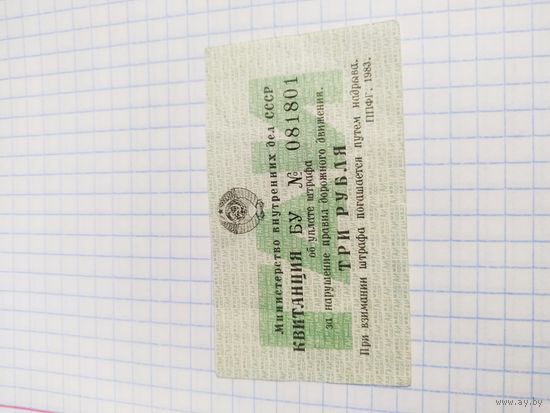 Министерство внутренних дел СССР
КВИТАНЦИЯ БУ № 081801
об уплате штрафа
за нарушение правил дорожного движения.
ТРИ РУБЛЯ
При взимании штрафа погашается путем надрыва.
ППФГ. 1983.
www.ay.by